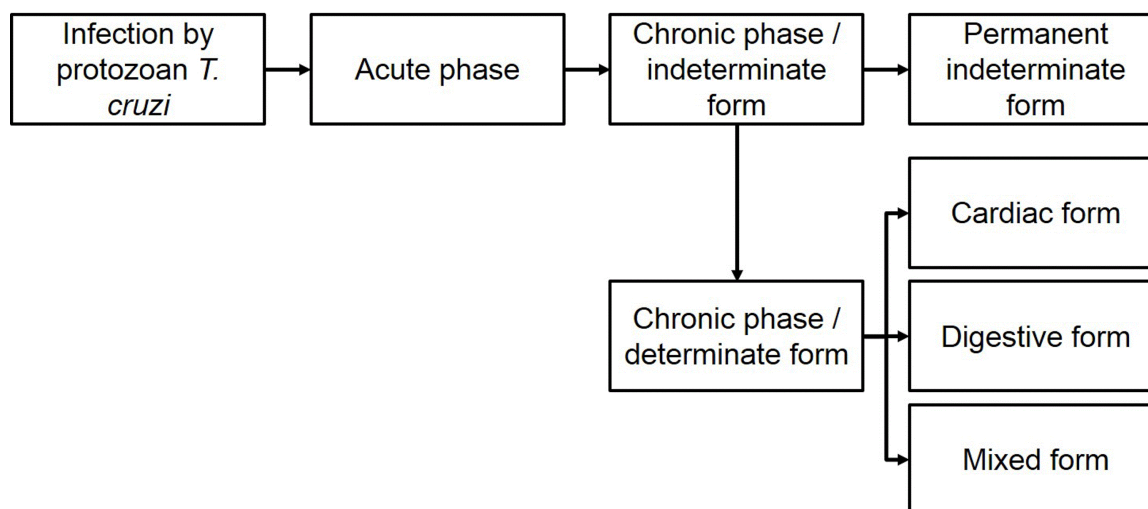 Infection by
protozoan T.
cruzi
Acute phase
Chronic phase /
indeterminate
form
Permanent
indeterminate
form
Cardiac form
Chronic phase /
determinate form
Digestive form
Mixed form